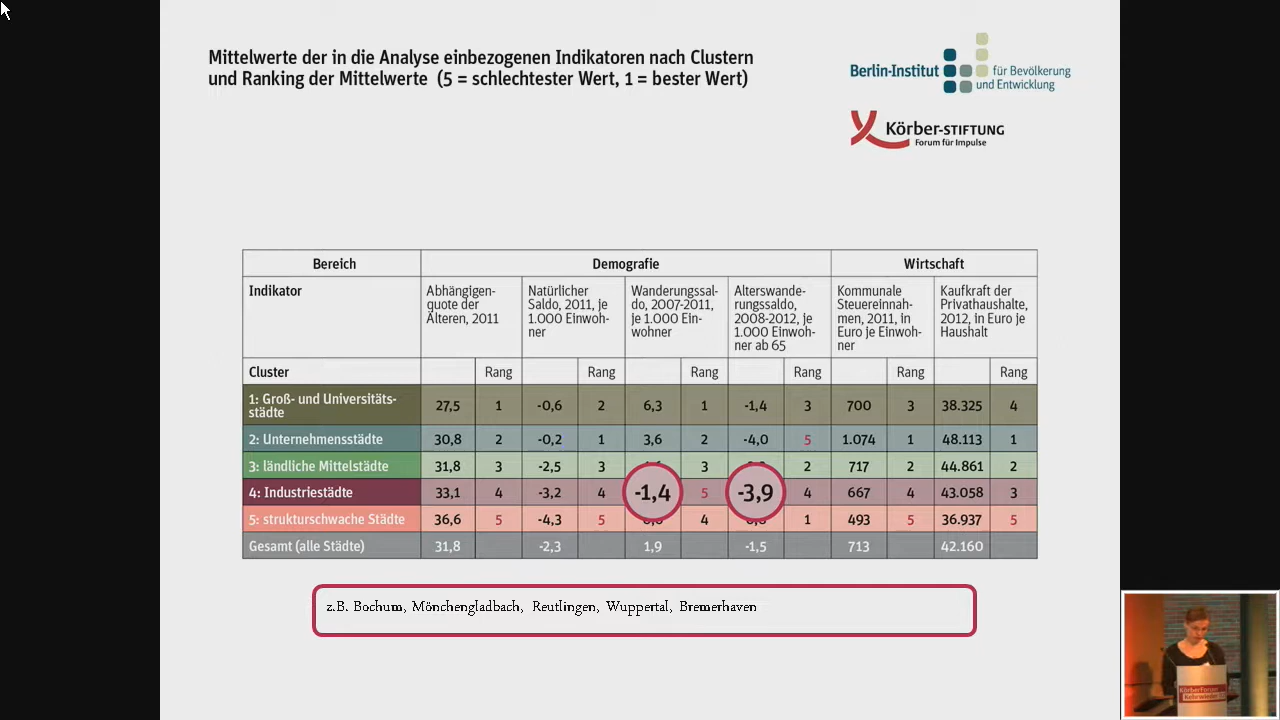 Mittelwerte der in die Analyse einbezogenen Indikatoren nach Clustern
und Ranking der Mittelwerte (5 = schlechtester Wert, 1 = bester Wert)
Berlin-Institut
für Bevölkerung
und Entwicklung
Körber-STIFTUNG
Forum für Impulse
Bereich Demografie Wirtschaft
Indikator
Abhängigen-
quote der
Älteren, 2011
Natürlicher
Saldo, 2011, je
1.000 Einwoh-
ner
Wanderungssal-
do, 2007-2011,
je 1.000 Ein-
wohner
Alterswande-
rungssaldo,
2008-2012, je
1.000 Einwoh-
ner ab 65
Kommunale
Steuereinnah-
men, 2011, in
Euro je Einwoh-
ner
Kaufkraft der
Privathaushalte,
2012, in Euro je
Haushalt
Cluster Rang Rang Rang Rang Rang Rang
1: Groß- und Universitäts-
städte
27,5 1 -0,6 2 6,3 1 -1,4 3 700 3 38.325 4
2: Unternehmensstädte 30,8 2 -0,2 1 3,6 2 -4,0 5 1.074 1 48.113 1
3: ländliche Mittelstädte 31,8 3 -2,5 3 3 2 717 2 44.861 2
4: Industriestädte 33,1 4 -3,2 4 -1,4 5 -3,9 4 667 4 43.058 3
5: strukturschwache Städte 36,6 5 -4,3 5 4 1 493 5 36.937 5
Gesamt (alle Städte) 31,8 -2,3 1,9 -1,5 713 42.160
z.B. Bochum, Mönchengladbach, Reutlingen, Wuppertal, Bremerhaven
KörberForum